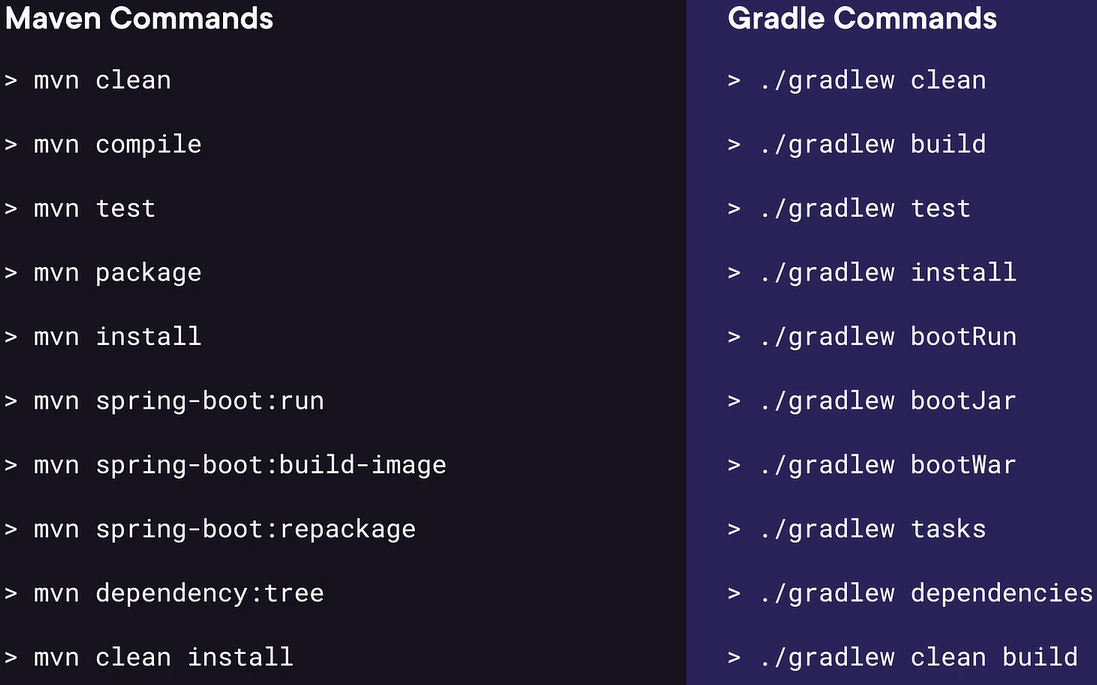 Maven Commands
> mvn clean
> mvn compile
> mvn test
> mvn package
> mvn install
> mvn spring-boot:run
> mvn spring-boot:build-image
> mvn spring-boot:repackage
> mvn dependency:tree
> mvn clean install
Gradle Commands
> ./gradlew clean
> ./gradlew build
> ./gradlew test
> ./gradlew install
> ./gradlew bootRun
> ./gradlew bootJar
> ./gradlew bootWar
> ./gradlew tasks
> ./gradlew dependencies
> ./gradlew clean build